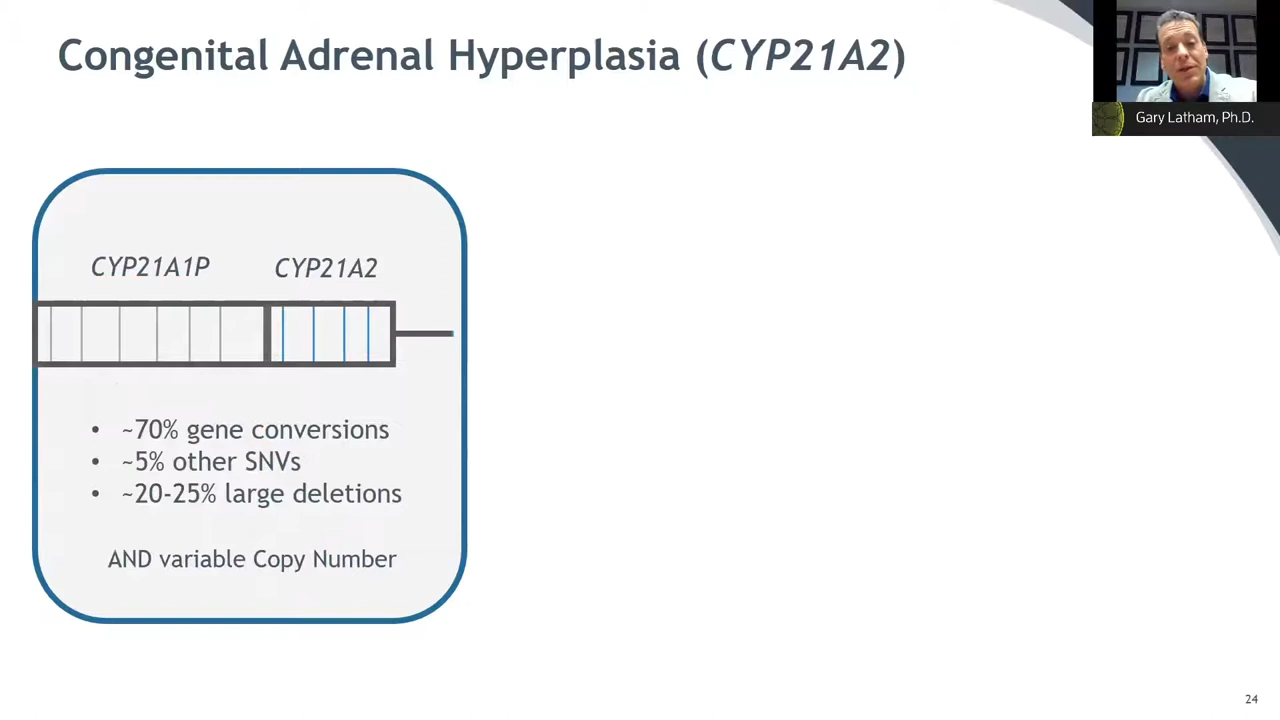 Congenital Adrenal Hyperplasia (CYP21A2)
Gary Latham, Ph.D.
CYP21A1P CYP21A2
• ~70% gene conversions
• ~5% other SNVs
• ~20-25% large deletions
AND variable Copy Number
24